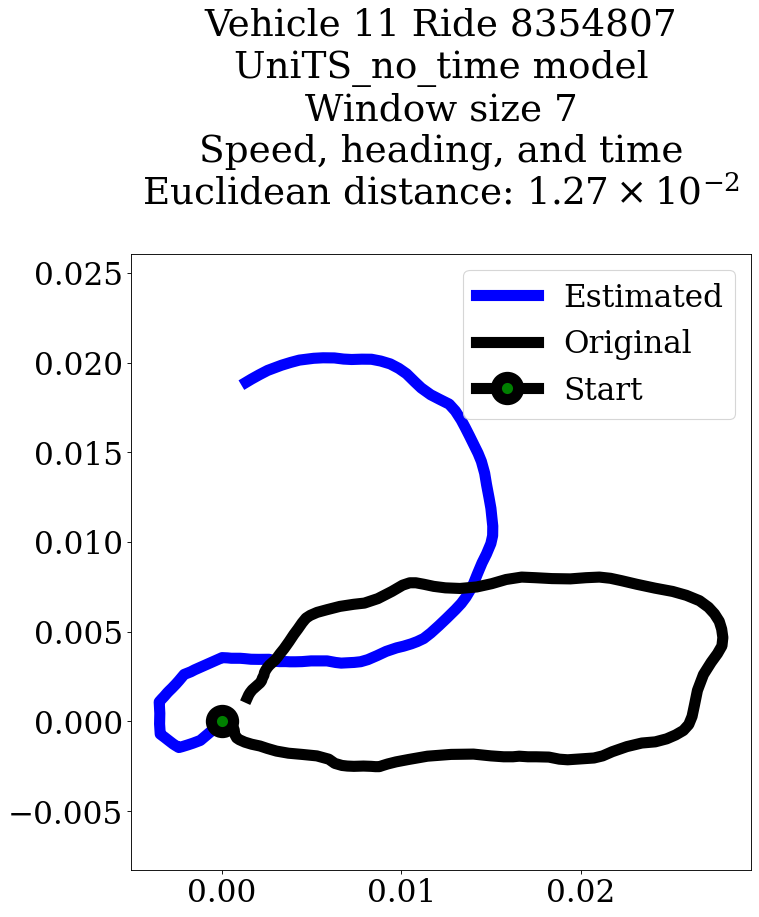 Vehicle 11 Ride 8354807
UniTS_no_time model
Window size 7
Speed, heading, and time
Euclidean distance: 1.27 × 10⁻²
Estimated
Original
Start
0.025
0.020
0.015
0.010
0.005
0.000
−0.005
0.00 0.01 0.02